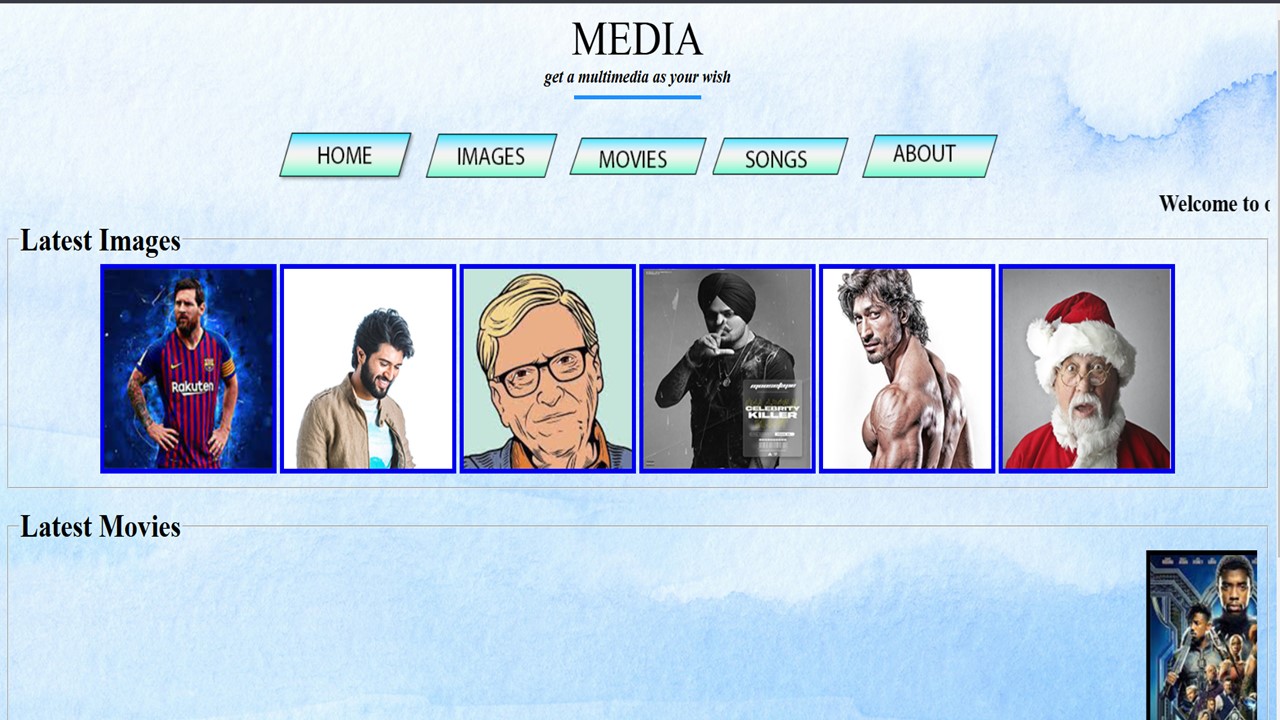 MEDIA
get a multimedia as your wish
HOME
IMAGES
MOVIES
SONGS
ABOUT
Welcome to
Latest Images
Rakuten
CELEBRITY
KILLER
Latest Movies